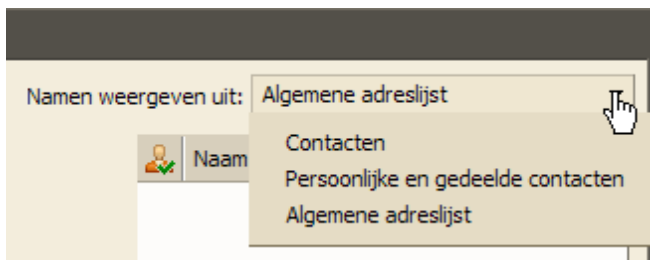 Namen weergeven uit: Algemene adreslijst
Naam
Contacten
Persoonlijke en gedeelde contacten
Algemene adreslijst